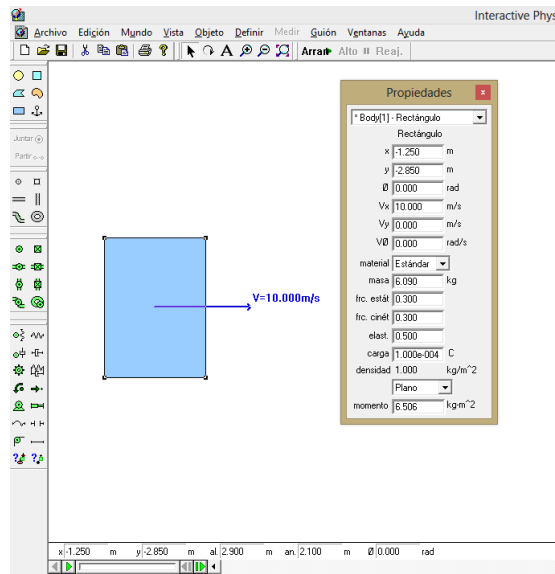 Interactive Phys
Archivo Edición Mundo Vista Objeto Definir Medir Guión Ventanas Ayuda
A Arran Alto II Reaj.
Juntar
Partir
V=10.000m/s
Propiedades x
* Body[1] - Rectángulo
Rectángulo
x -1.250 m
y -2.850 m
Ø 0.000 rad
Vx 10.000 m/s
Vy 0.000 m/s
VØ 0.000 rad/s
material Estándar
masa 6.090 kg
frc. estát 0.300
frc. cinét 0.300
elast. 0.500
carga 1.000e-004 C
densidad 1.000 kg/m^2
Plano
momento 6.506 kg-m^2
x -1.250 m y -2.850 m al. 2.900 m an. 2.100 m Ø 0.000 rad